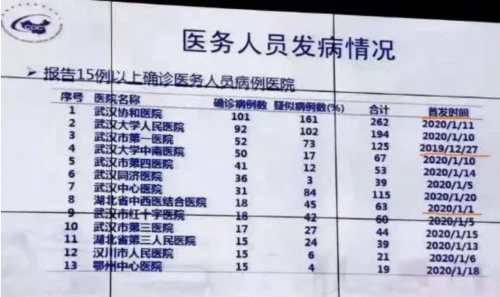 医务人员发病情况
➢ 报告15例以上确诊医务人员病例医院
序号 医院名称 确诊病例数 疑似病例数(%) 合计 首发时间
1 武汉协和医院 101 161 262 2020/1/11
2 武汉大学人民医院 92 102 194 2020/1/10
3 武汉市第一医院 52 73 125 2019/12/27
4 武汉大学中南医院 50 17 67 2020/1/10
5 武汉市第四医院 41 12 53 2020/1/14
6 武汉同济医院 36 3 39 2020/1/5
7 武汉中心医院 31 84 115 2020/1/20
8 湖北省中西医结合医院 18 45 63 2020/1/1
9 武汉市红十字医院 18 42 60 2020/1/5
10 武汉市第三医院 17 27 44 2020/1/15
11 湖北省第三人民医院 15 24 39 2020/1/13
12 汉川市人民医院 15 6 21 2020/1/6
13 鄂州中心医院 15 4 19 2020/1/18